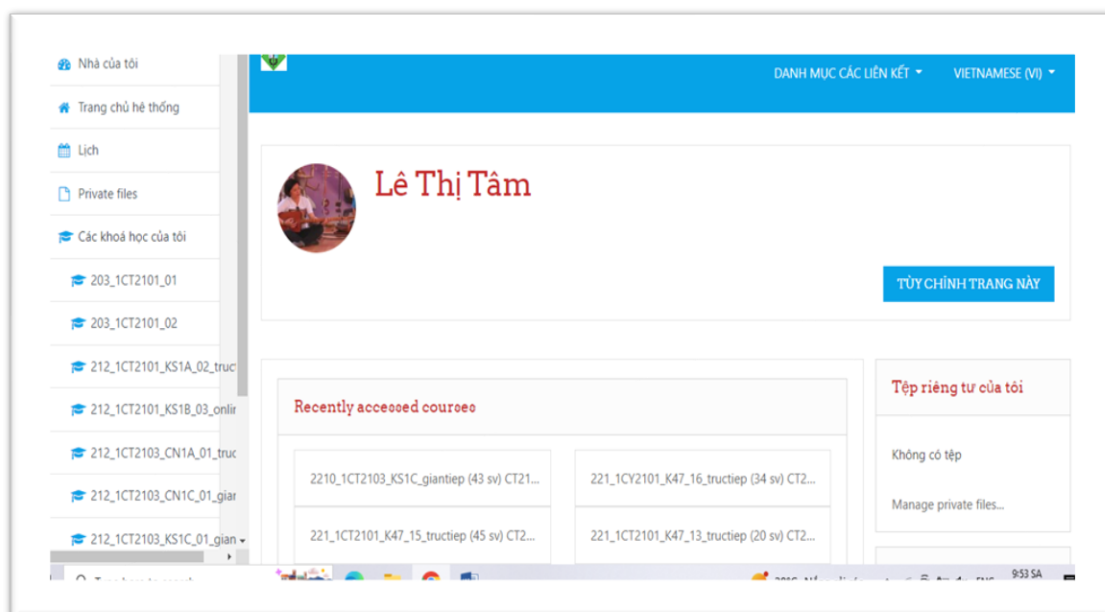 Nhà của tôi
Trang chủ hệ thống
Lịch
Private files
Các khoá học của tôi
203_1CT2101_01
203_1CT2101_02
212_1CT2101_KS1A_02_truc
212_1CT2101_KS1B_03_onlin
212_1CT2103_CN1A_01_truc
212_1CT2103_CN1C_01_gian
212_1CT2103_KS1C_01_gian
DANH MỤC CÁC LIÊN KẾT VIETNAMESE (VI)
Lê Thị Tâm
TÙY CHỈNH TRANG NÀY
Recently accessed courses
2210_1CT2103_KS1C_giantiep (43 sv) CT21...
221_1CY2101_K47_16_tructiep (34 sv) CT2...
221_1CT2101_K47_15_tructiep (45 sv) CT2...
221_1CT2101_K47_13_tructiep (20 sv) CT2...
Tệp riêng tư của tôi
Không có tệp
Manage private files...
9:53 SA